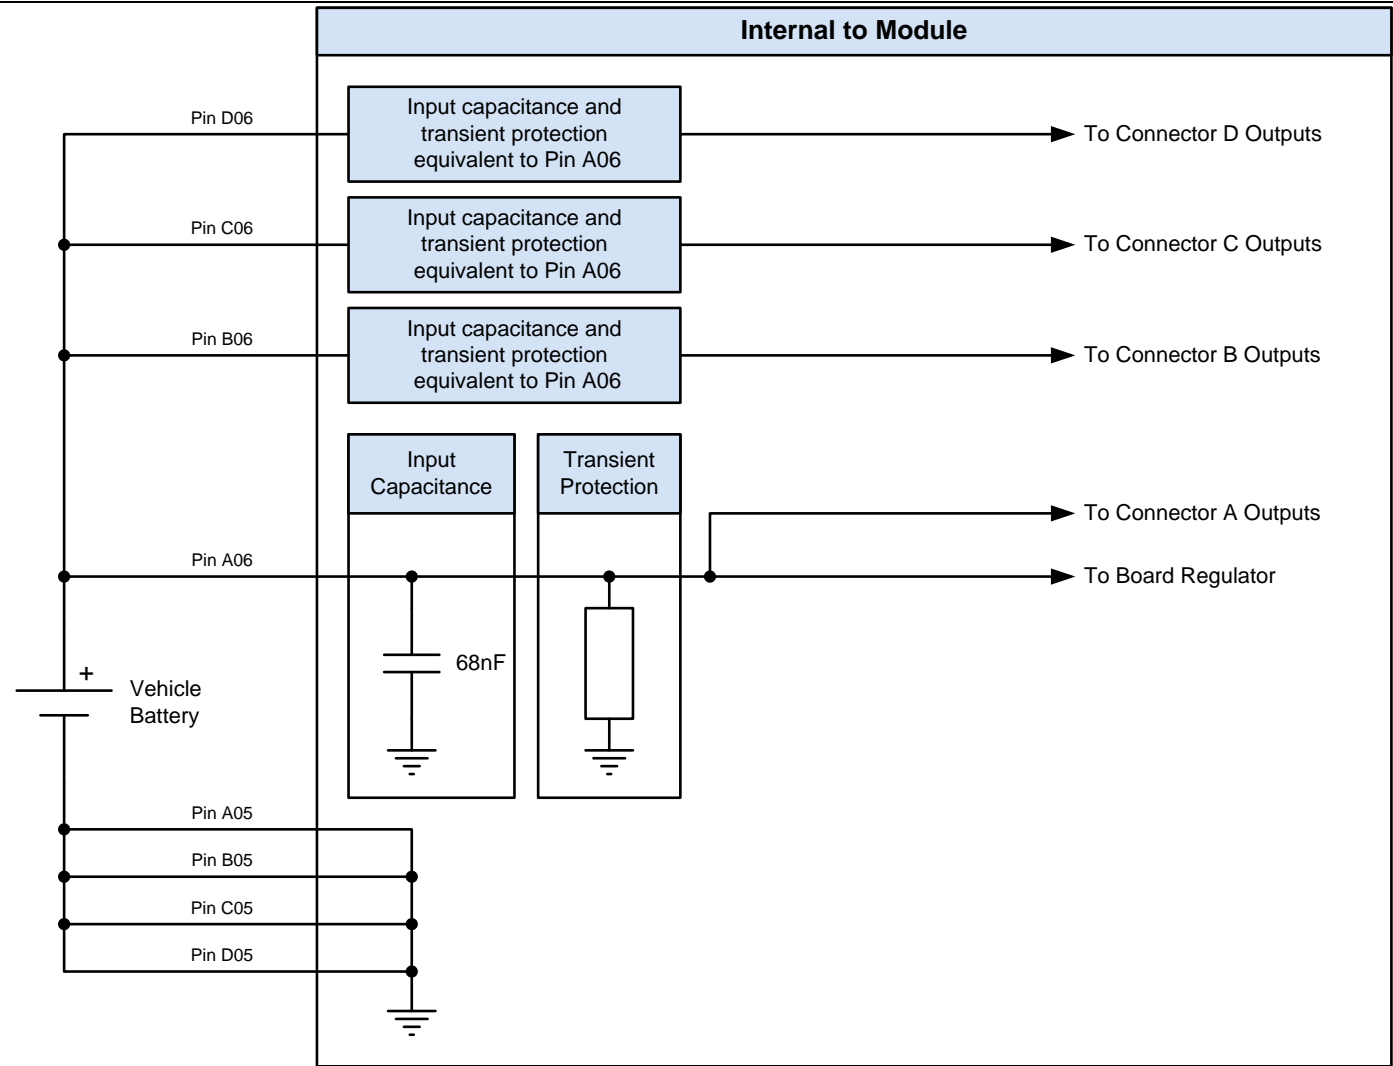 Internal to Module
Pin D06
Input capacitance and
transient protection
equivalent to Pin A06
To Connector D Outputs
Pin C06
Input capacitance and
transient protection
equivalent to Pin A06
To Connector C Outputs
Pin B06
Input capacitance and
transient protection
equivalent to Pin A06
To Connector B Outputs
Input
Capacitance
Transient
Protection
To Connector A Outputs
Pin A06
To Board Regulator
68nF
+
Vehicle
Battery
Pin A05
Pin B05
Pin C05
Pin D05